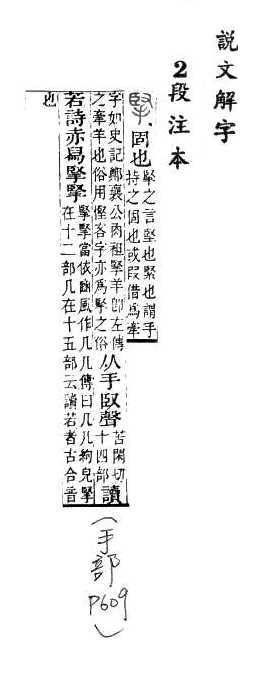 說文解字
2段注本
掔 固也 掔之言堅也緊也謂手
持之固也或叚借爲牽
字如史記鄭襄公肉袒掔羊卽左傳
之牽羊也俗用慳吝字亦爲掔之俗
从手臤聲 苦閑切
十四部 讀
若詩赤舄掔掔 掔掔當依豳風作几几傳曰几几絇皃掔
在十二部几在十五部云讀若者古合音
也
(手部 P609)